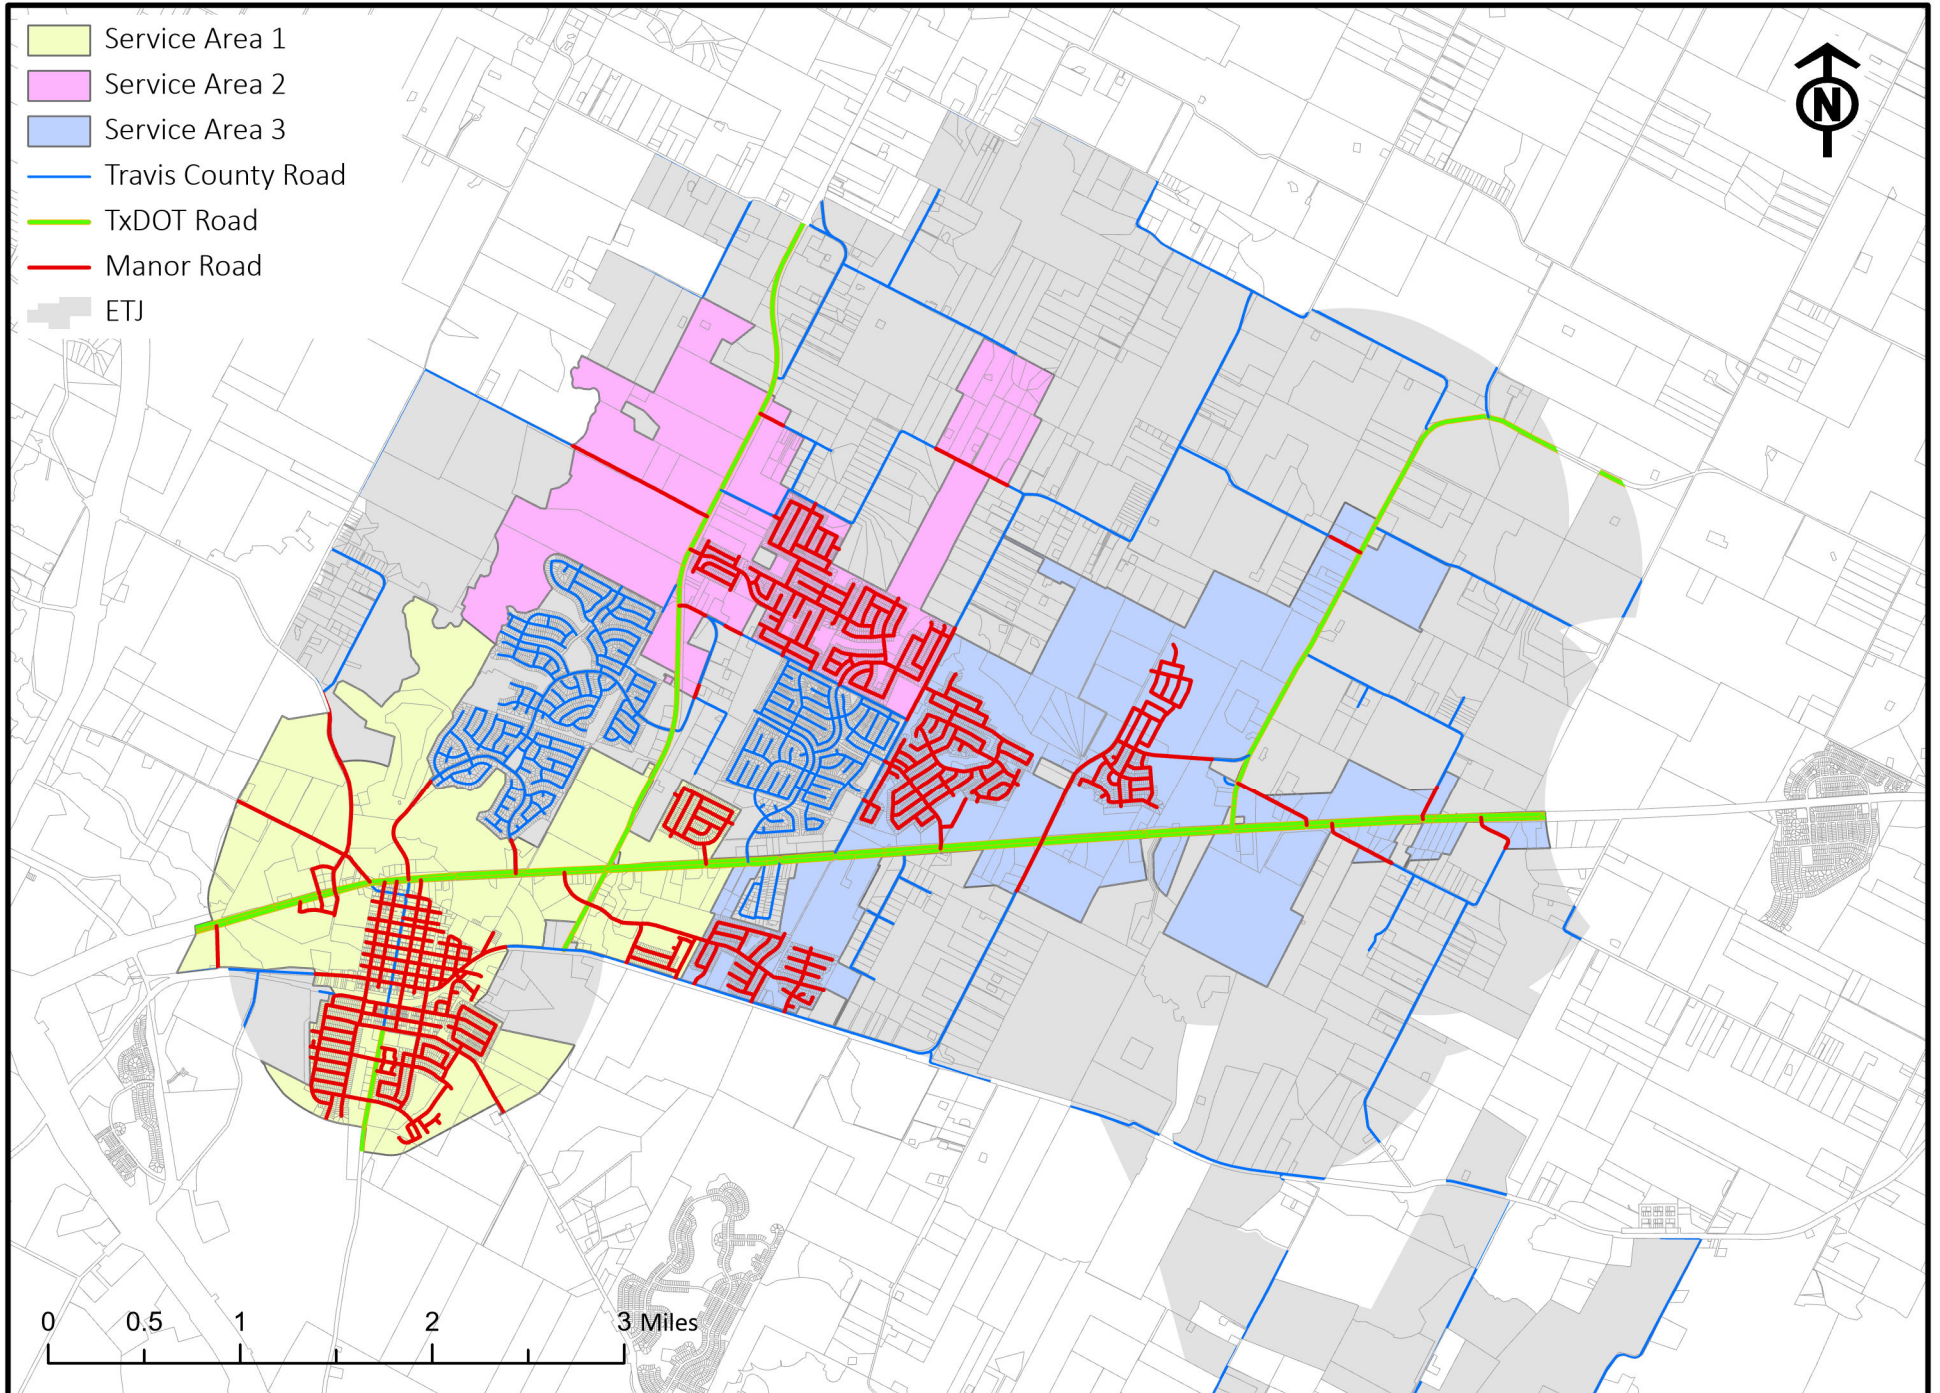 Service Area 1
Service Area 2
Service Area 3
Travis County Road
TxDOT Road
Manor Road
ETJ
N
0 0.5 1 2 3 Miles